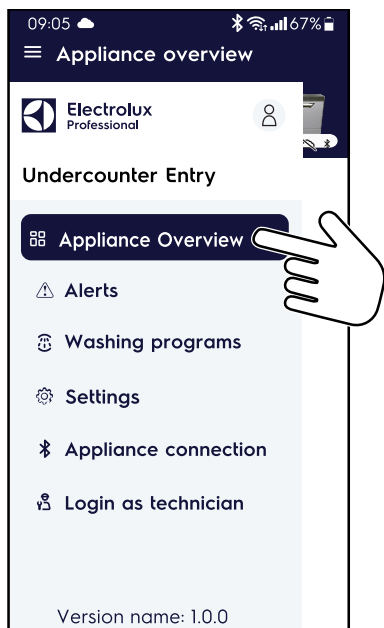 09:05 67%
Appliance overview
Electrolux
Professional
Undercounter Entry
Appliance Overview
Alerts
Washing programs
Settings
Appliance connection
Login as technician
Version name: 1.0.0